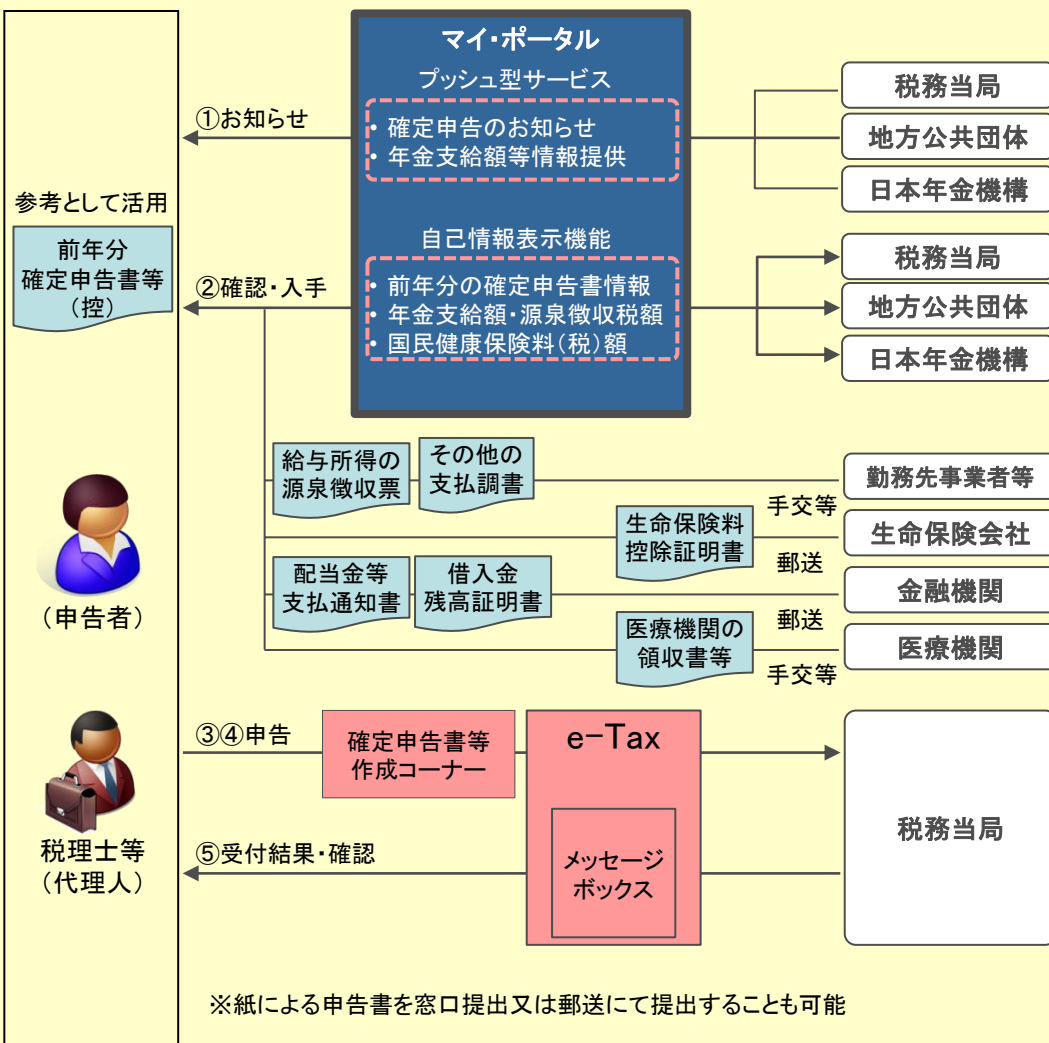 マイ・ポータル
プッシュ型サービス
①お知らせ
• 確定申告のお知らせ
• 年金支給額等情報提供
税務当局
地方公共団体
日本年金機構
参考として活用
前年分
確定申告書等
（控）
自己情報表示機能
②確認・入手
• 前年分の確定申告書情報
• 年金支給額・源泉徴収税額
• 国民健康保険料（税）額
税務当局
地方公共団体
日本年金機構
給与所得の
源泉徴収票
その他の
支払調書
手交等
勤務先事業者等
生命保険料
控除証明書
郵送
生命保険会社
配当金等
支払通知書
借入金
残高証明書
郵送
金融機関
医療機関の
領収書等
手交等
医療機関
（申告者）
③④申告
確定申告書等
作成コーナー
e−Tax
税務当局
税理士等
（代理人）
⑤受付結果・確認
メッセージ
ボックス
※紙による申告書を窓口提出又は郵送にて提出することも可能